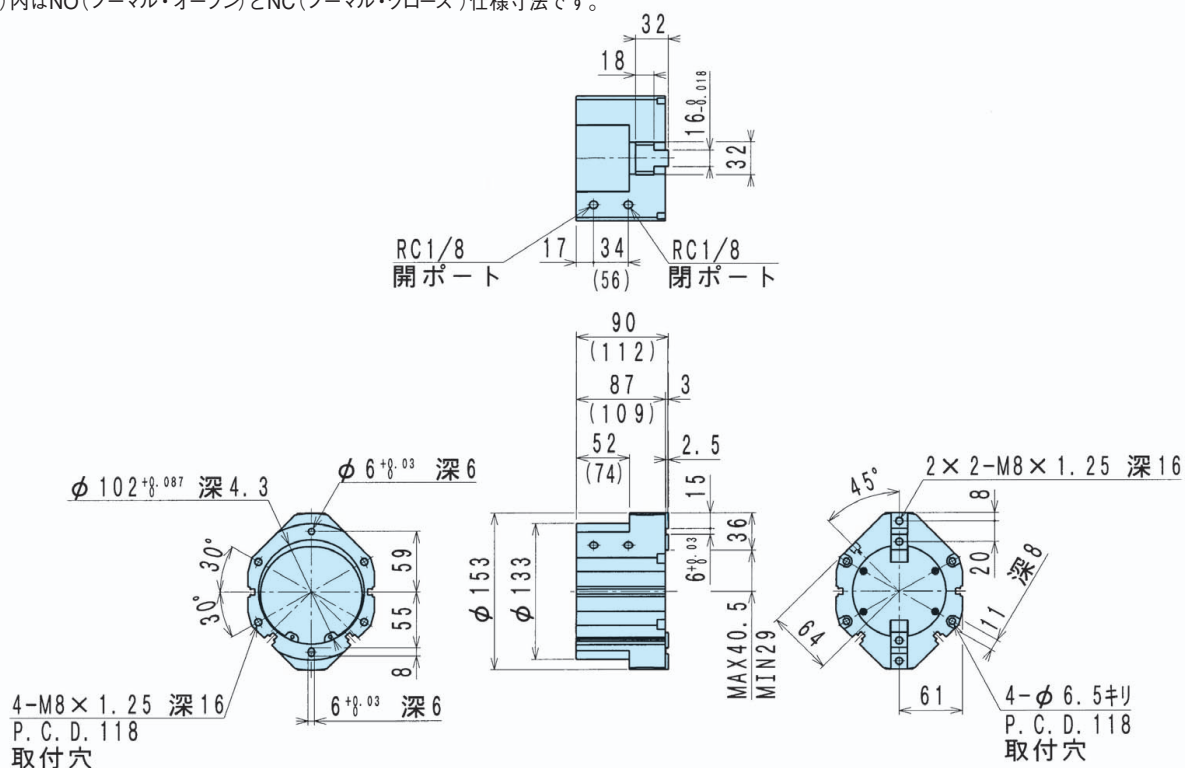 )内はNO(ノーマル・オープン)とNC(ノーマル・クローズ)仕様寸法です。
32
18
16-0.018
32
RC1/8
開ポート
17
34
(56)
RC1/8
閉ポート
90
(112)
87
(109)
3
52
(74)
2.5
15
36
6+0.03 0
φ153
φ133
MAX40.5
MIN29
φ102+0.087 0 深4.3
φ6+0.03 0 深6
30°
30°
59
55
8
4-M8×1.25 深16
P.C.D.118
取付穴
6+0.03 0 深6
45°
2×2-M8×1.25 深16
8
20
深8
11
64
61
4-φ6.5キリ
P.C.D.118
取付穴